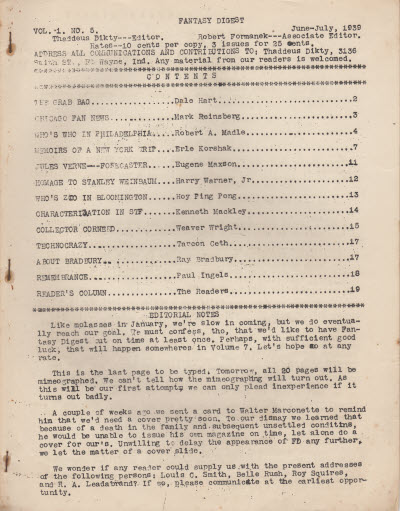 FANTASY DIGEST
VOL. 1. NO. 5. June-July, 1939
Thaddeus Dikty---Editor. Robert Formanek---Associate Editor.
Rates--10 cents per copy, 3 issues for 25 cents.
ADDRESS ALL COMMUNICATIONS AND CONTRIBUTIONS TO; Thaddeus Dikty, 3136
St., Ft Wayne, Ind. Any material from our readers is welcomed.
CONTENTS
THE GRAB BAG..........Dale Hart..........2
CHICAGO FAN NEWS..........Mark Reinsberg..........3
WHO'S WHO IN PHILADELPHIA..........Robert A. Madle..........4
MEMOIRS OF A NEW YORK TRIP..........Erle Korshak..........7
JULES VERNE---FORECASTER..........Eugene Maxson..........11
HOMAGE TO STANLEY WEINBAUM..........Harry Warner, Jr..........12
WHO'S ZOO IN BLOOMINGTON..........Hoy Ping Pong..........13
CHARACTERIZATION IN STF..........Kenneth Mackley..........14
COLLECTOR CORNERD..........Weaver Wright..........15
TECHNOCRACY..........Tarcon Ceth..........17
ABOUT BRADBURY..........Ray Bradbury..........17
REMEMBRANCE..........Paul Ingels..........18
READER'S COLUMN..........The Readers..........19
EDITORIAL NOTES
Like molasses in January, we're slow in coming, but we do eventua-
lly reach our goal. We must confess, tho, that we'd like to have Fan-
tasy Digest out on time at least once. Perhaps, with sufficient good
luck, that will happen somewheres in Volume 7. Let's hope so at any
rate.
This is the last page to be typed. Tomorrow, all 20 pages will be
mimeographed. We can't tell how the mimeographing will turn out. As
this will be our first attempt, we can only plead inexperience if it
turns out badly.
A couple of weeks ago we sent a card to Walter Marconette to remind
him that we'd need a cover pretty soon. To our dismay we learned that
because of a death in the family and subsequent unsettled conditns,
he would be unable to issue his own magazine on time, let alone do a
cover for our's. Unwilling to delay the appearance of FD any further,
we let the matter of a cover slide.
We wonder if any reader could supply us with the present addresses
of the following persons; Louis C. Smith, Belle Rush, Roy Squires,
and H. A. Leadabrand? If so, please communicate at the earliest oppor-
tunity.